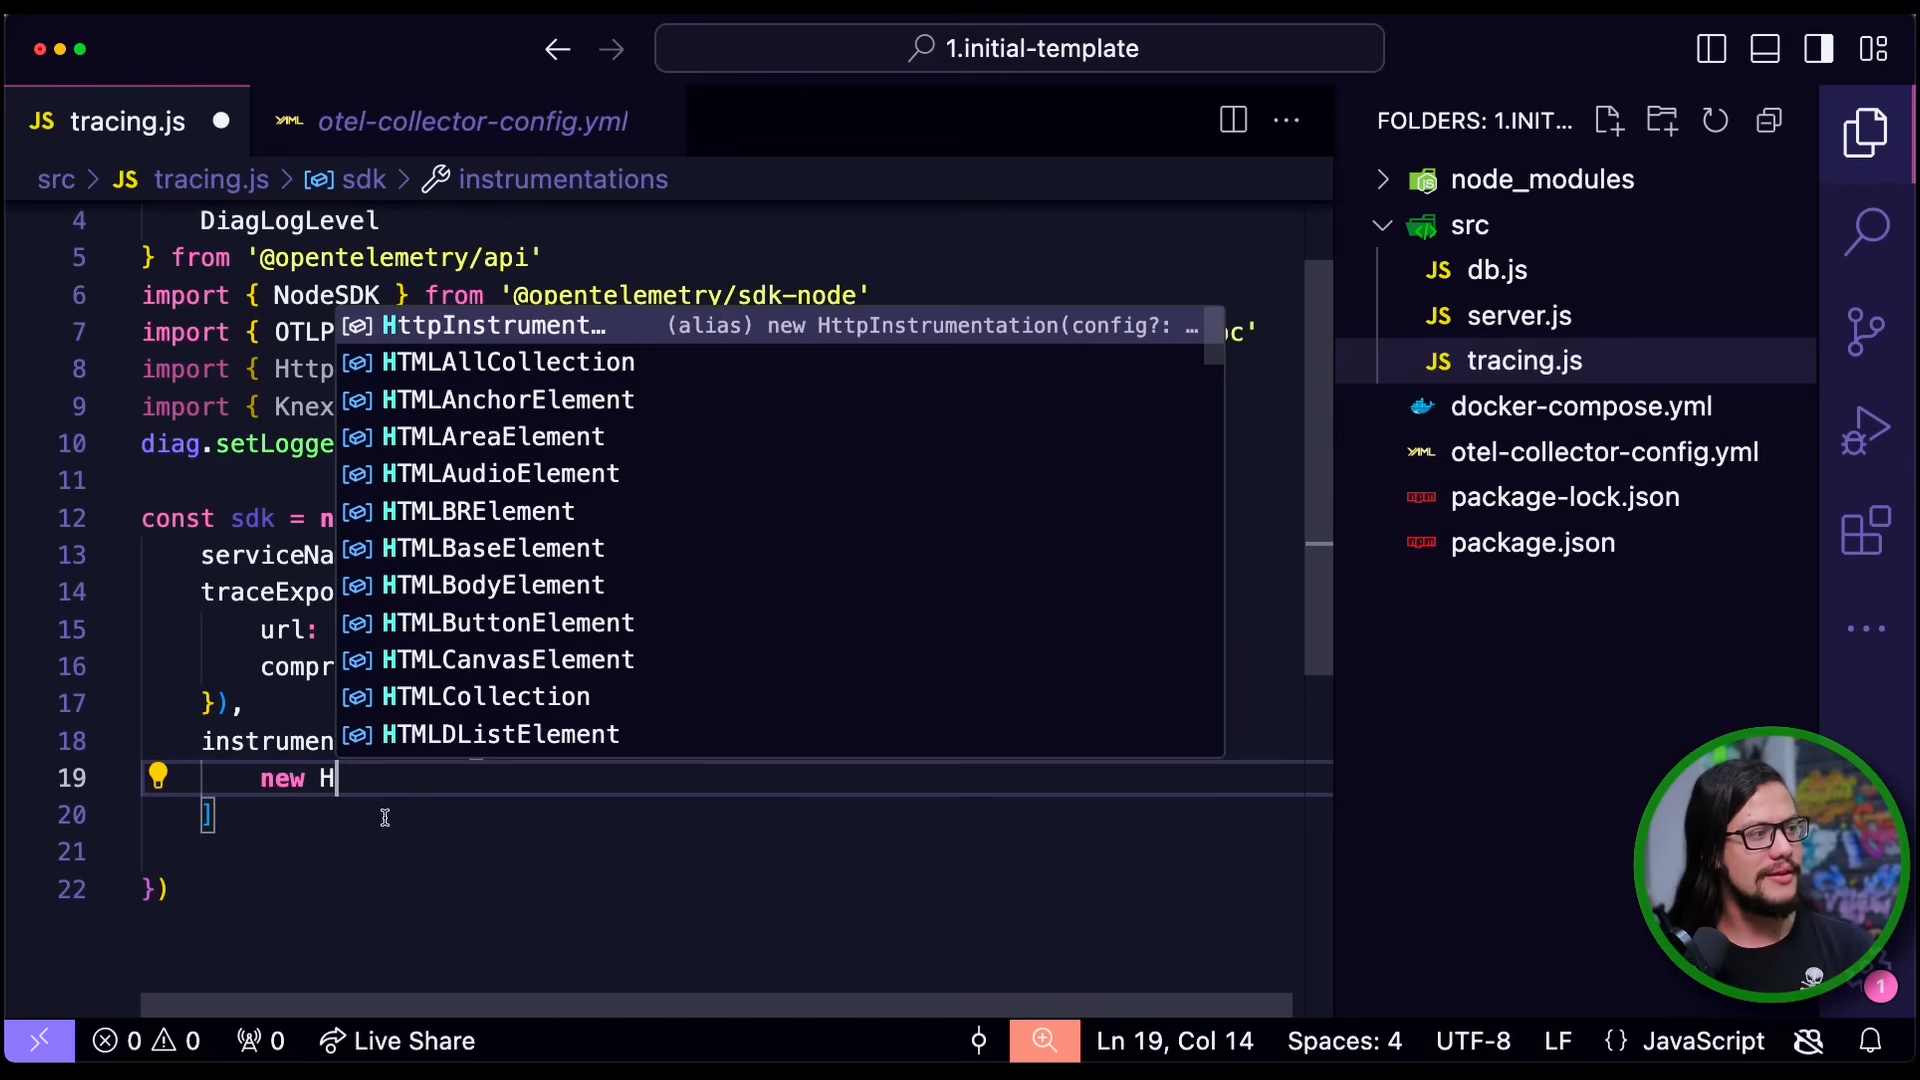 1.initial-template
JS tracing.js
YAML otel-collector-config.yml
FOLDERS: 1.INIT...
src > JS tracing.js > sdk > instrumentations
4 DiagLogLevel
5 } from '@opentelemetry/api'
6 import { NodeSDK } from '@opentelemetry/sdk-node'
7 import { OTLP
c'
8 import { Http
9 import { Knex
10 diag.setLogge
11
12 const sdk = n
13 serviceNa
14 traceExpo
15 url:
16 compr
17 }),
18 instrumen
19 new H
20 ]
21
22 })
HttpInstrument… (alias) new HttpInstrumentation(config?: …
HTMLAllCollection
HTMLAnchorElement
HTMLAreaElement
HTMLAudioElement
HTMLBRElement
HTMLBaseElement
HTMLBodyElement
HTMLButtonElement
HTMLCanvasElement
HTMLCollection
HTMLDListElement
node_modules
src
JS db.js
JS server.js
JS tracing.js
docker-compose.yml
YAML otel-collector-config.yml
package-lock.json
package.json
1
0 0 0 Live Share
Ln 19, Col 14 Spaces: 4 UTF-8 LF {} JavaScript